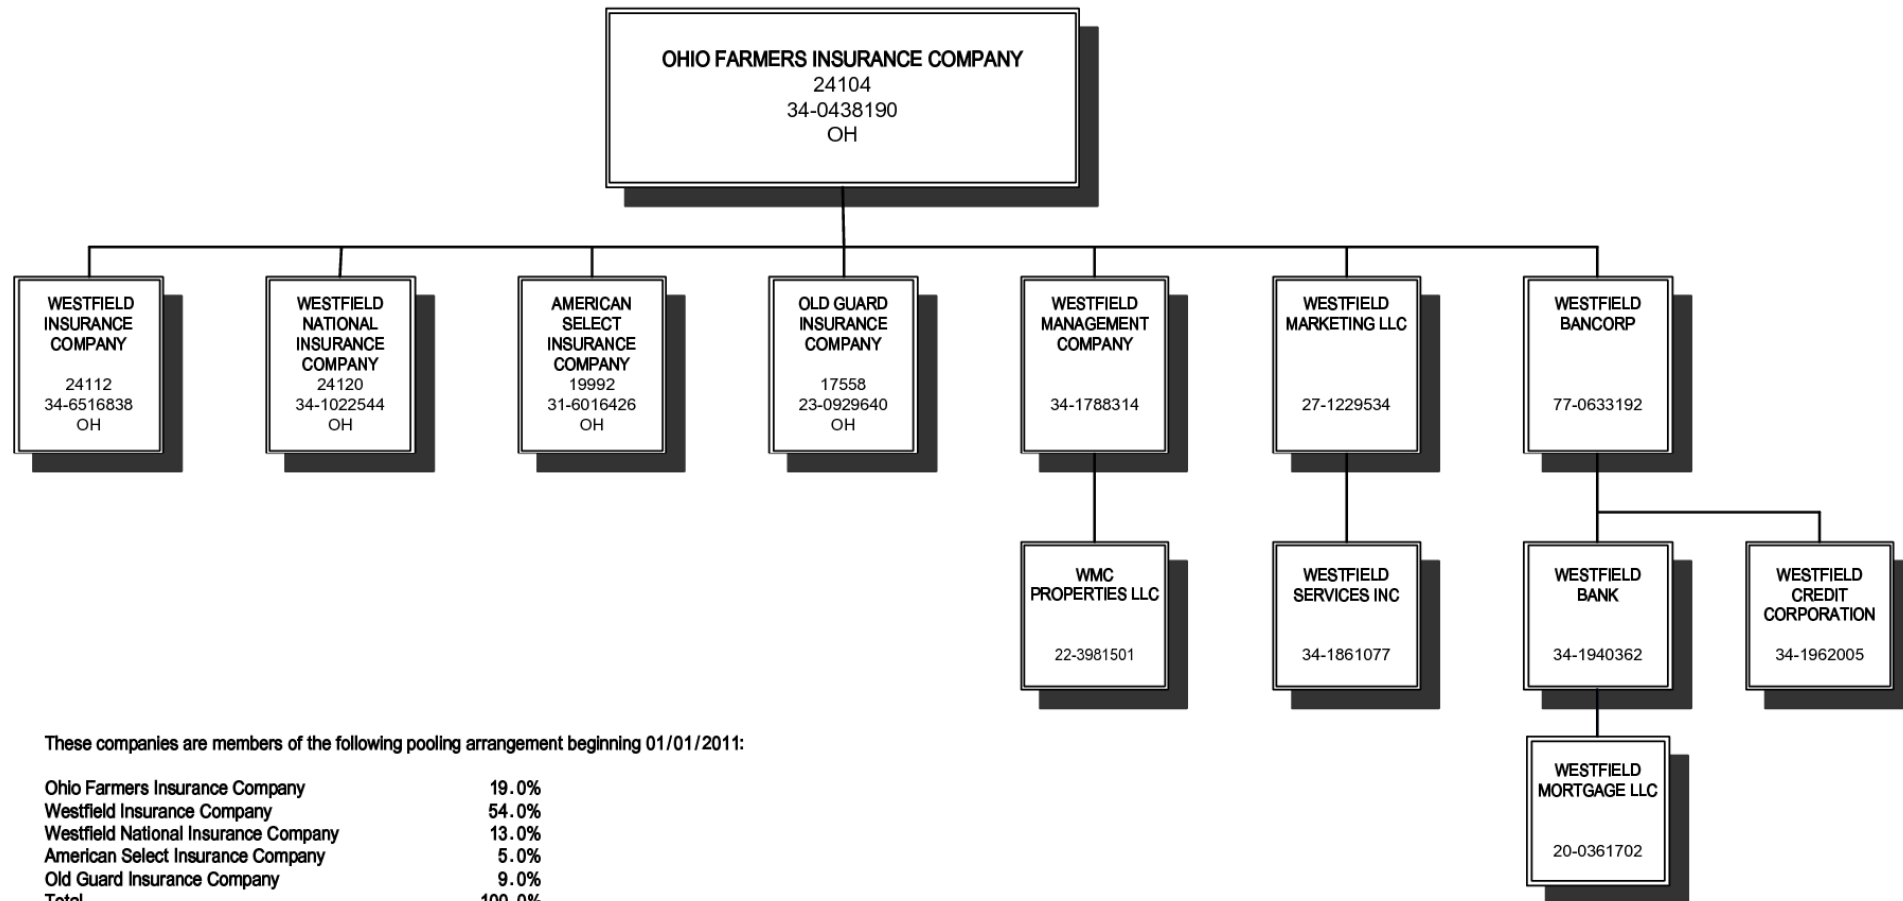 OHIO FARMERS INSURANCE COMPANY
24104
34-0438190
OH
WESTFIELD
INSURANCE
COMPANY
24112
34-6516838
OH
WESTFIELD
NATIONAL
INSURANCE
COMPANY
24120
34-1022544
OH
AMERICAN
SELECT
INSURANCE
COMPANY
19992
31-6016426
OH
OLD GUARD
INSURANCE
COMPANY
17558
23-0929640
OH
WESTFIELD
MANAGEMENT
COMPANY
34-1788314
WESTFIELD
MARKETING LLC
27-1229534
WESTFIELD
BANCORP
77-0633192
WMC
PROPERTIES LLC
22-3981501
WESTFIELD
SERVICES INC
34-1861077
WESTFIELD
BANK
34-1940362
WESTFIELD
CREDIT
CORPORATION
34-1962005
WESTFIELD
MORTGAGE LLC
20-0361702
These companies are members of the following pooling arrangement beginning 01/01/2011:
Ohio Farmers Insurance Company 19.0%
Westfield Insurance Company 54.0%
Westfield National Insurance Company 13.0%
American Select Insurance Company 5.0%
Old Guard Insurance Company 9.0%
Total 100.0%